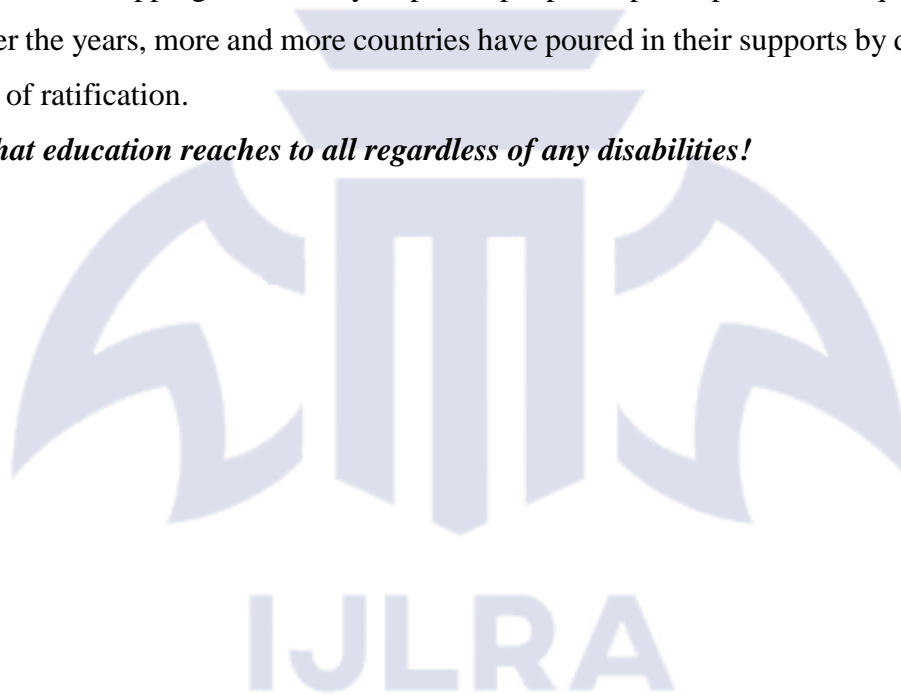 er the years, more and more countries have poured in their supports by
of ratification.
hat education reaches to all regardless of any disabilities!
IJLRA